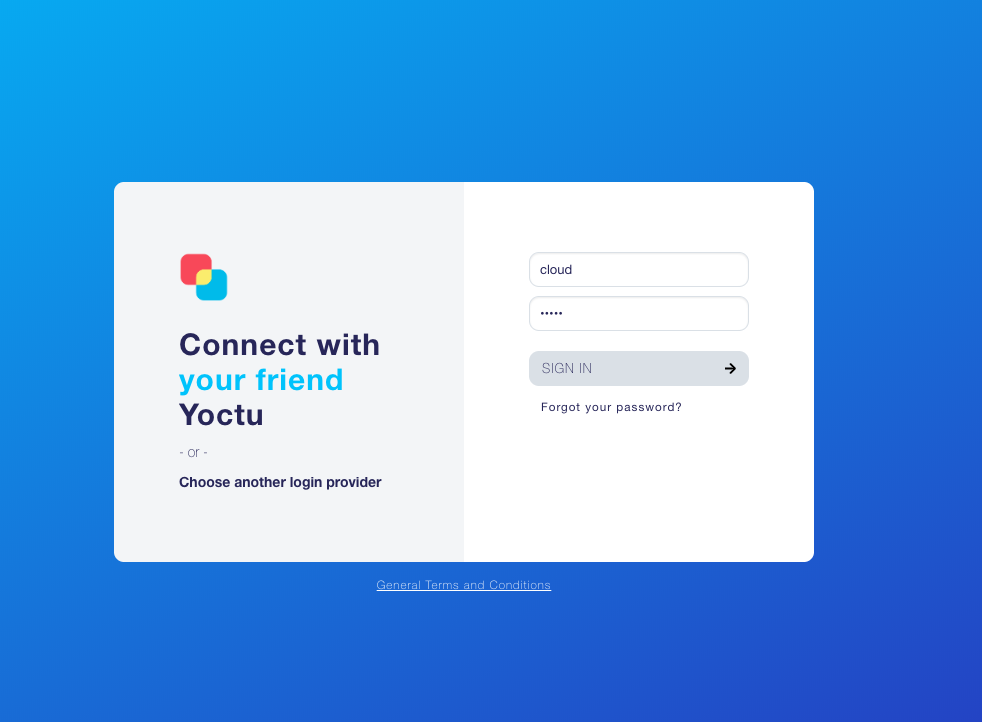 Connect with
your friend
Yoctu
- or -
Choose another login provider
cloud
•••••
SIGN IN
Forgot your password?
General Terms and Conditions